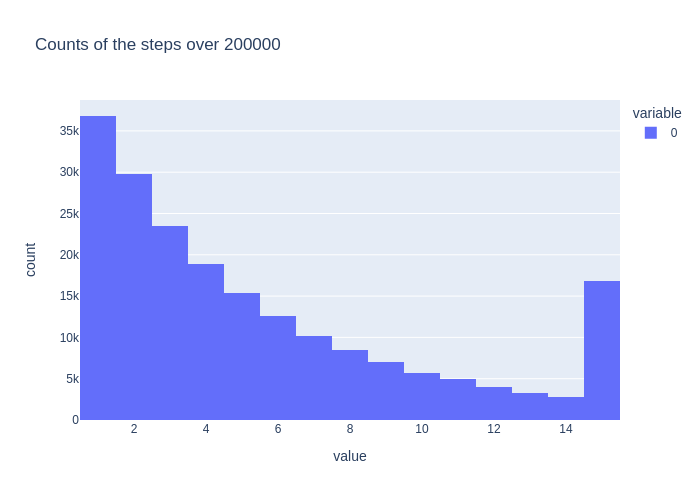 Counts of the steps over 200000
variable
0
count
35k
30k
25k
20k
15k
10k
5k
0
2
4
6
8
10
12
14
value